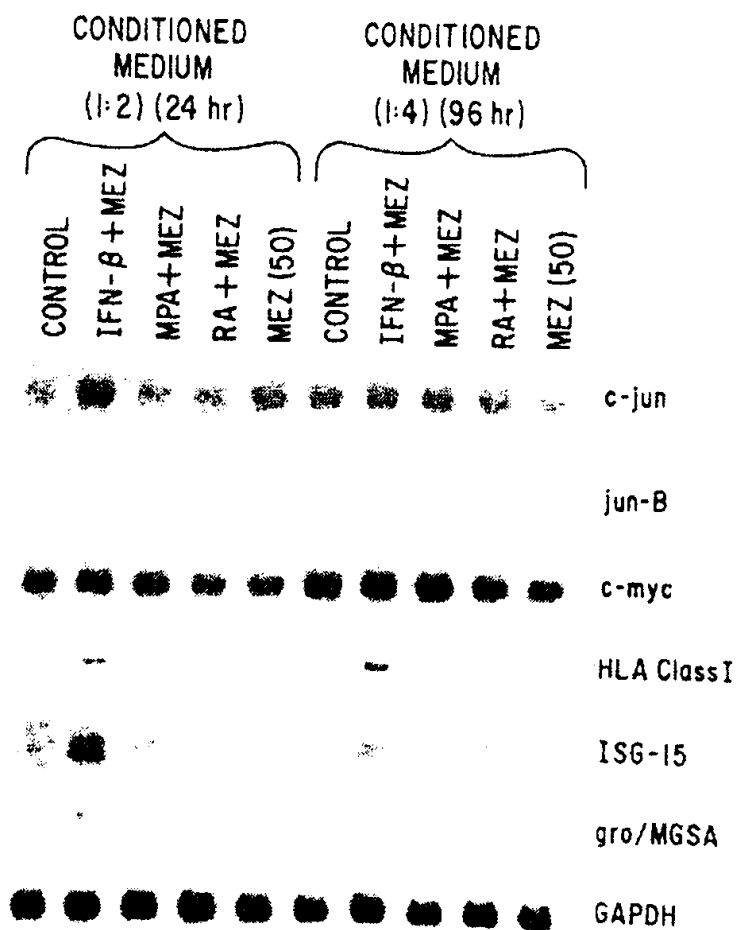 CONDITIONED
MEDIUM
(1:2) (24 hr)
CONDITIONED
MEDIUM
(1:4) (96 hr)
CONTROL
IFN-β+MEZ
MPA+MEZ
RA+MEZ
MEZ (50)
CONTROL
IFN-β+MEZ
MPA+MEZ
RA+MEZ
MEZ (50)
c-jun
jun-B
c-myc
HLA Class I
ISG-15
gro/MGSA
GAPDH